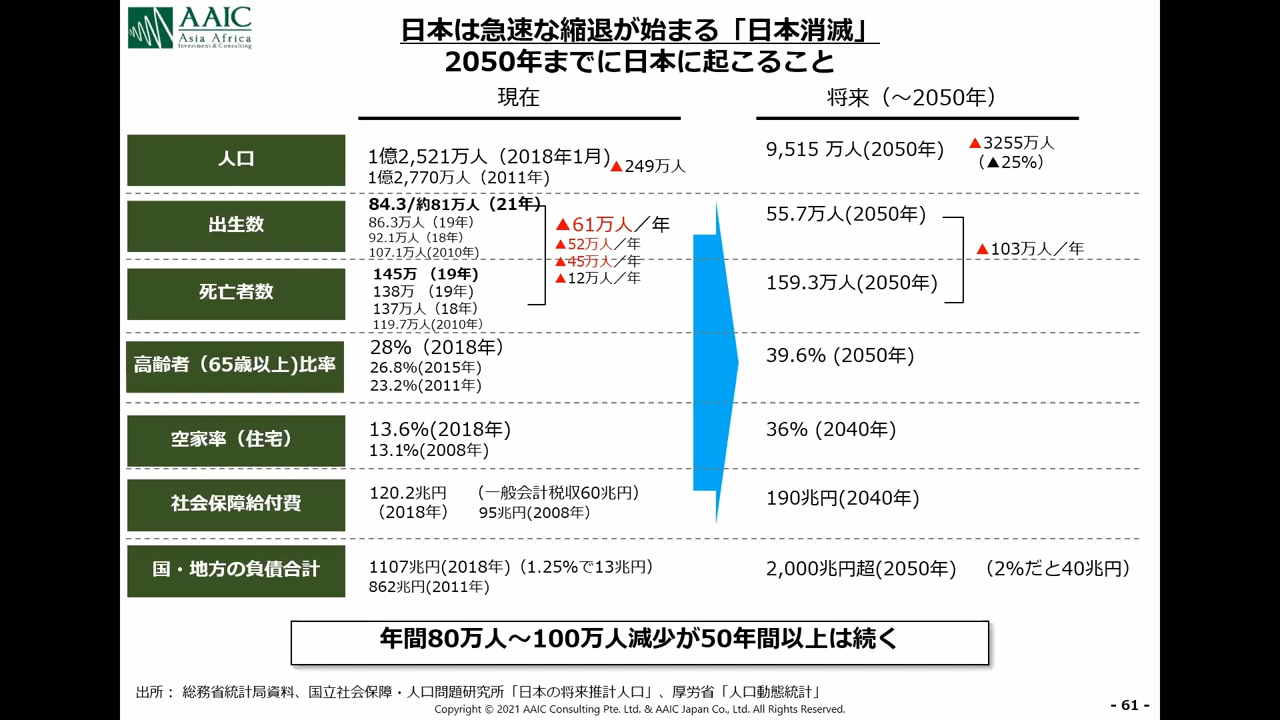 AAIC
Asia Africa
Investment & Consulting
日本は急速な縮退が始まる「日本消滅」
2050年までに日本に起こること
現在
将来（～2050年）
人口
1億2,521万人（2018年1月）
1億2,770万人（2011年）
▲249万人
9,515 万人(2050年)
▲3255万人
（▲25%）
出生数
84.3/約81万人（21年）
86.3万人（19年）
92.1万人（18年）
107.1万人(2010年）
▲61万人／年
▲52万人／年
▲45万人／年
▲12万人／年
55.7万人(2050年)
▲103万人／年
死亡者数
145万 （19年)
138万 （19年）
137万人（18年）
119.7万人(2010年）
159.3万人(2050年)
高齢者（65歳以上)比率
28%（2018年）
26.8%(2015年)
23.2%(2011年)
39.6% (2050年)
空家率（住宅）
13.6%(2018年)
13.1%(2008年)
36% (2040年)
社会保障給付費
120.2兆円 （一般会計税収60兆円）
（2018年） 95兆円(2008年）
190兆円(2040年)
国・地方の負債合計
1107兆円(2018年)（1.25%で13兆円）
862兆円(2011年)
2,000兆円超(2050年) （2%だと40兆円）
年間80万人～100万人減少が50年間以上は続く
出所： 総務省統計局資料、国立社会保障・人口問題研究所「日本の将来推計人口」、厚労省「人口動態統計」
Copyright © 2021 AAIC Consulting Pte. Ltd. & AAIC Japan Co., Ltd. All Rights Reserved.
- 61 -